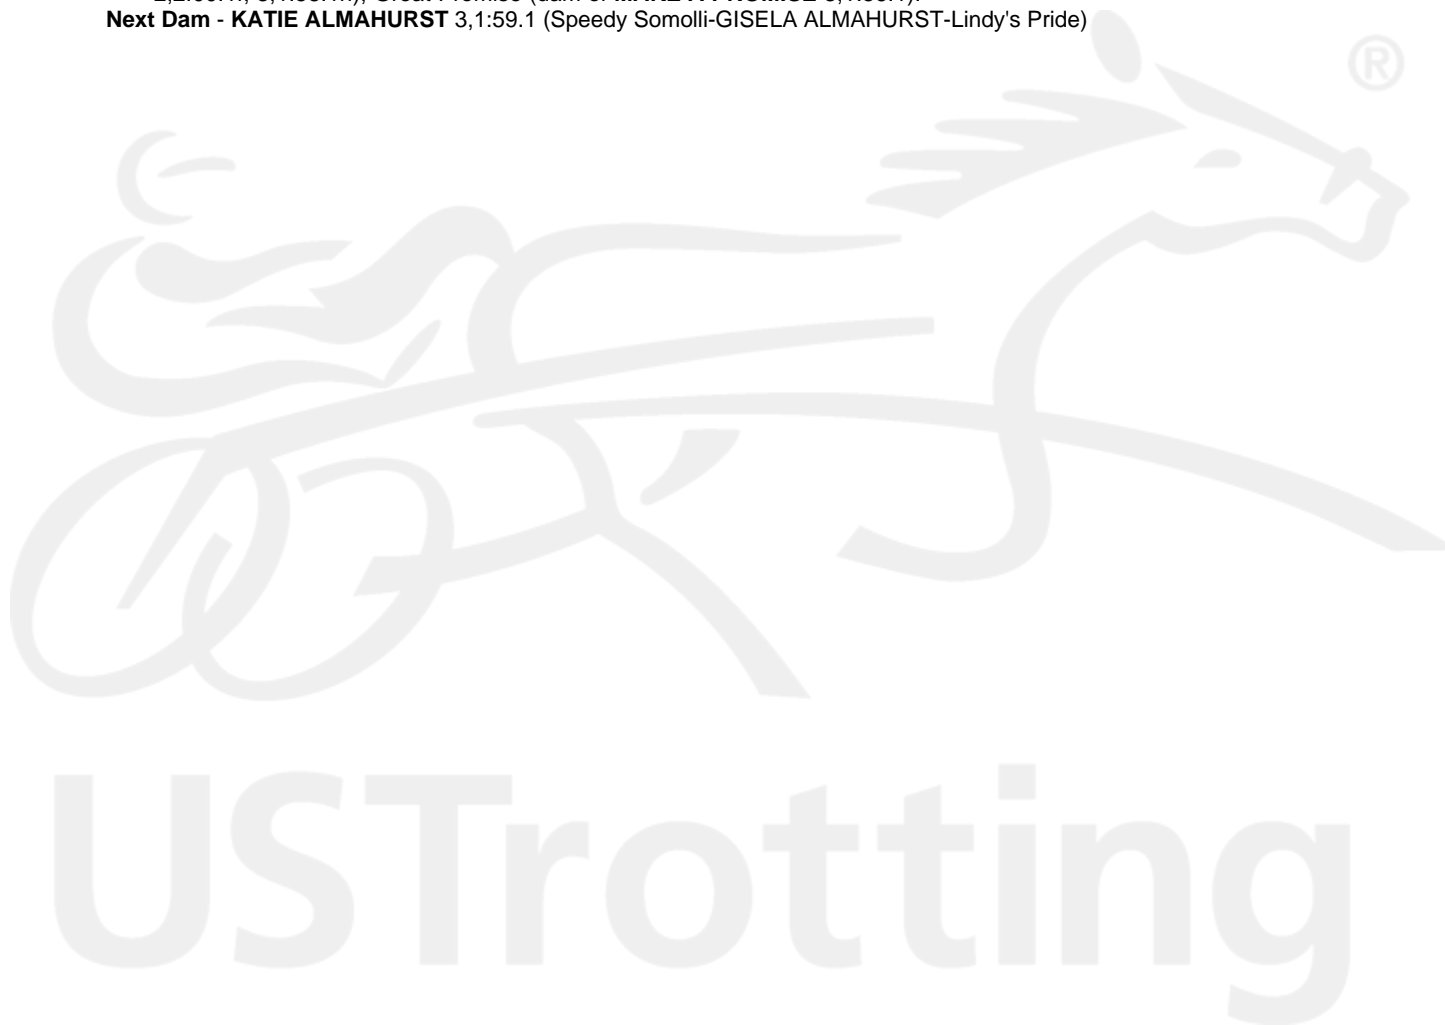 Next Dam - KATIE ALMAHURST 3,1:59.1 (Speedy Somolli-GISELA ALMAHURST-Lindy's Pride)
®
USTrotting